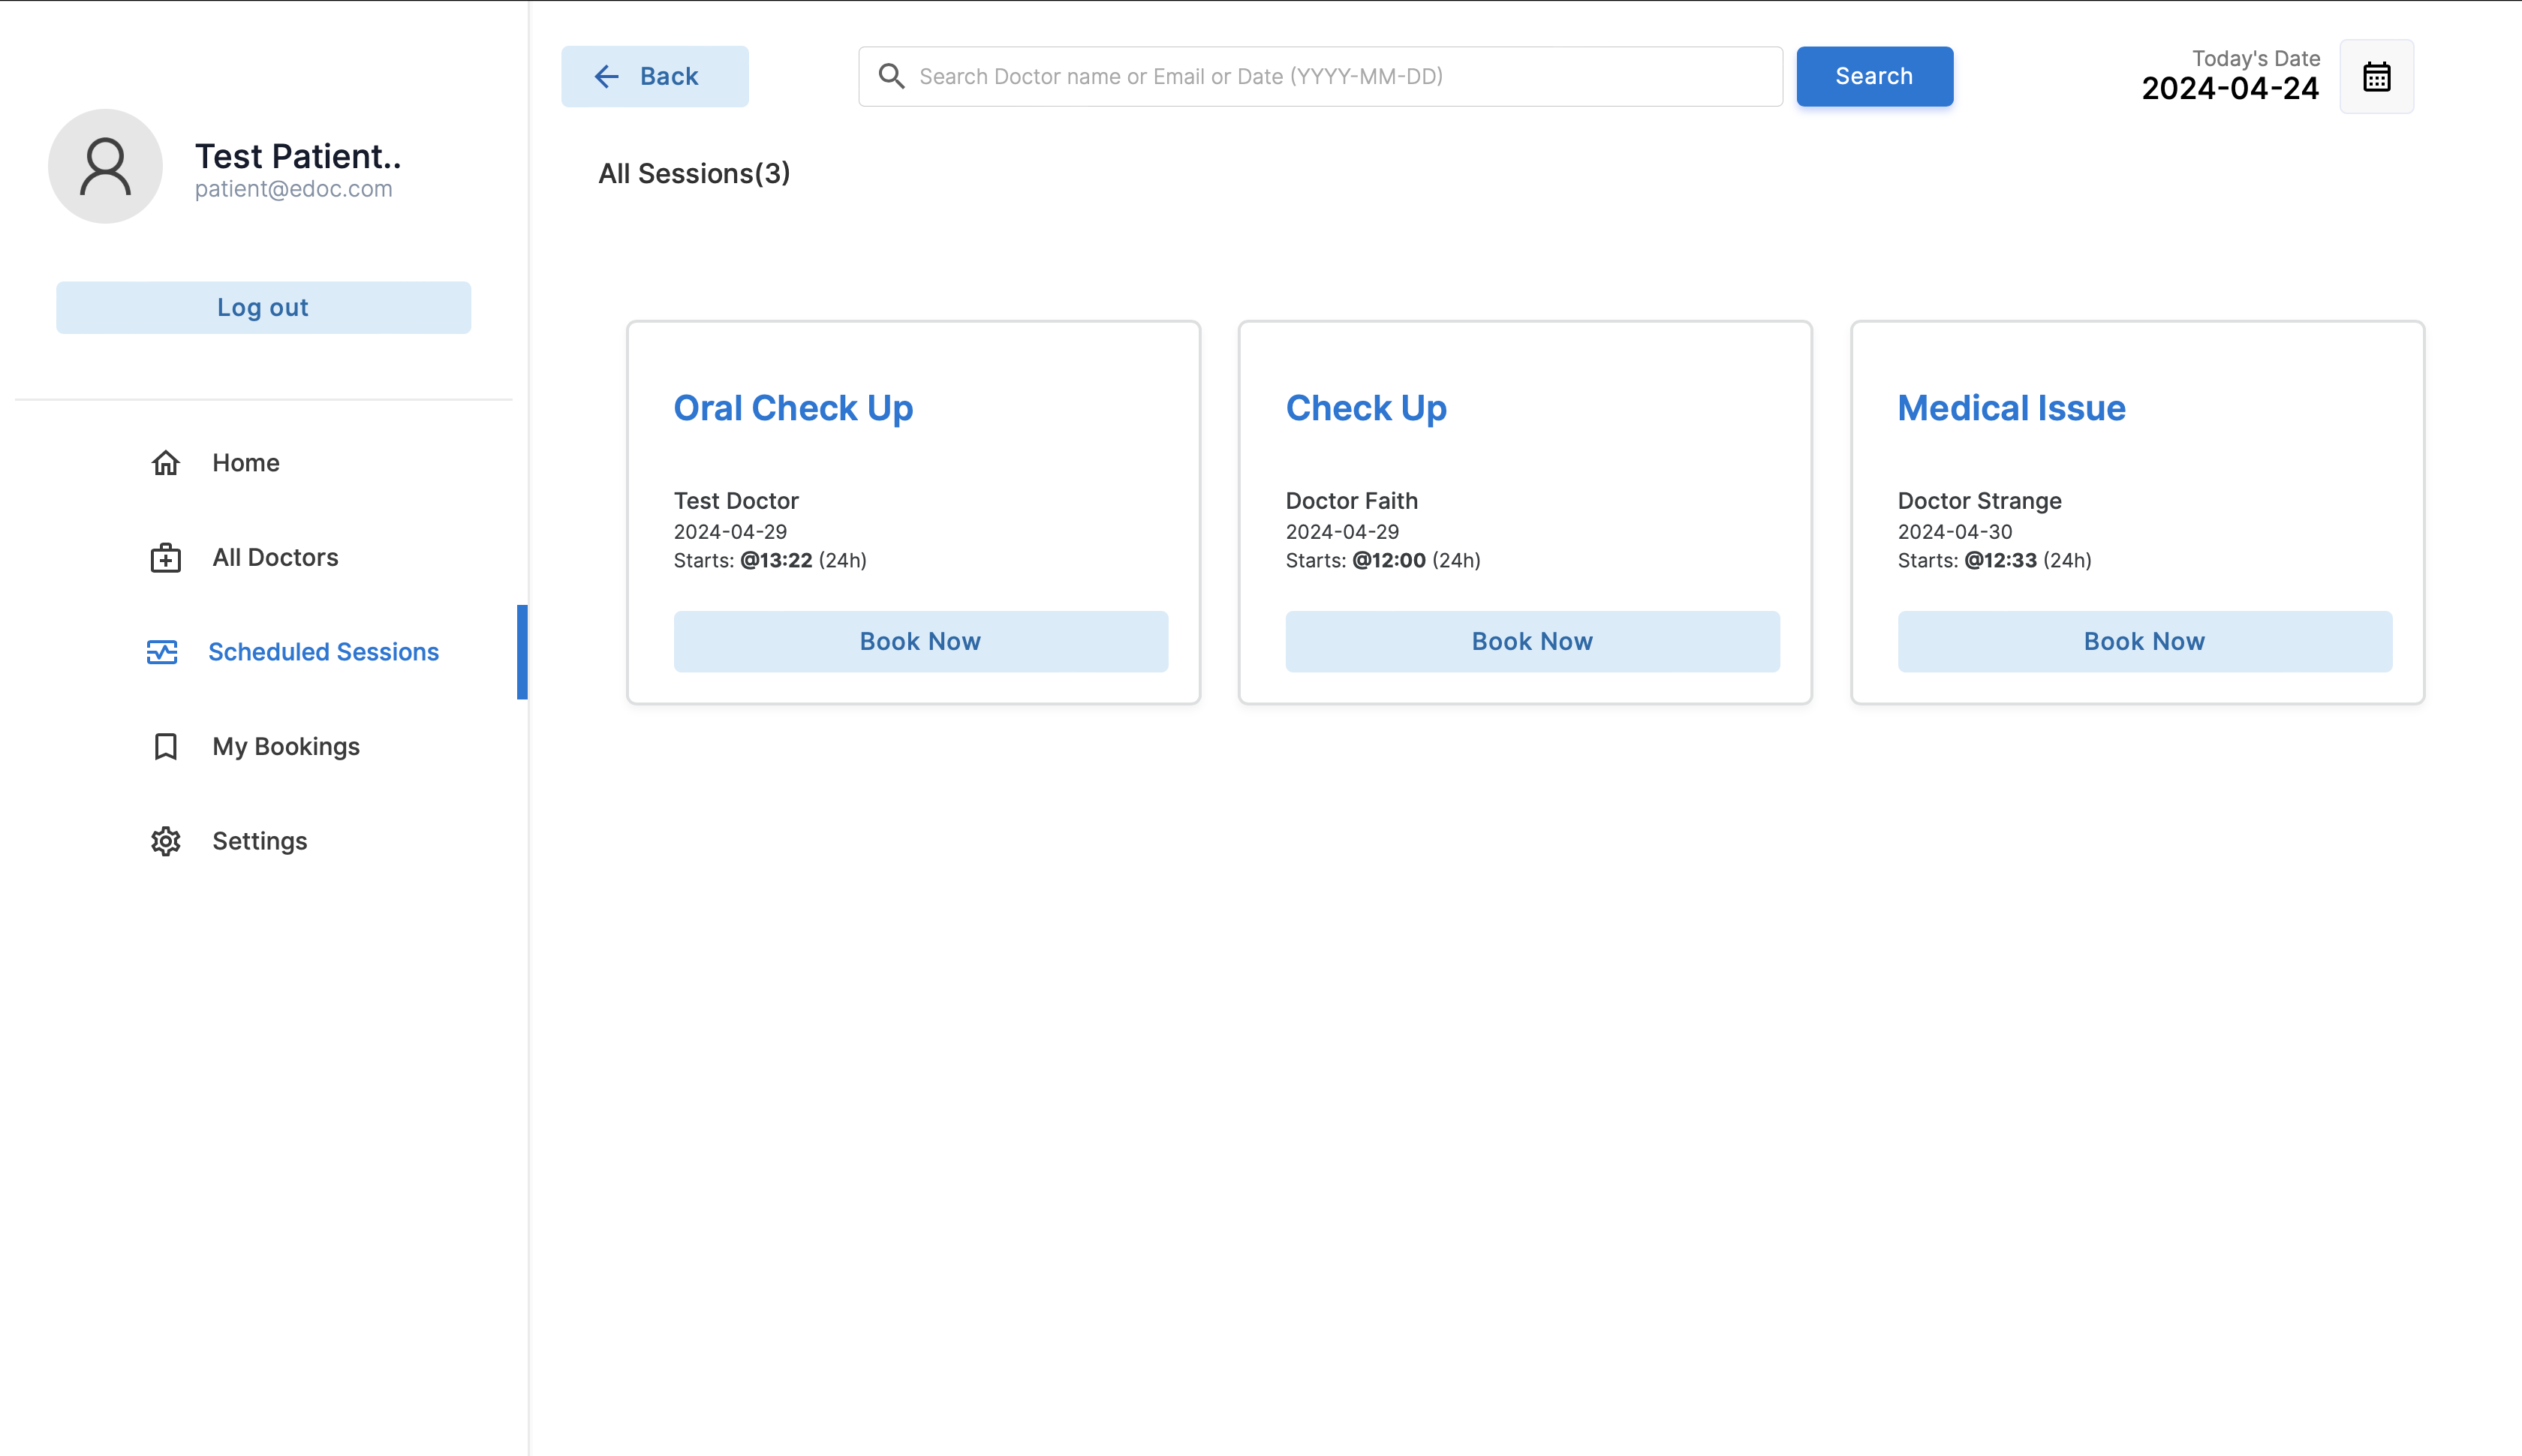 Test Patient..
patient@edoc.com
Log out
Home
All Doctors
Scheduled Sessions
My Bookings
Settings
Back
Search Doctor name or Email or Date (YYYY-MM-DD)
Search
Today's Date
2024-04-24
All Sessions(3)
Oral Check Up
Test Doctor
2024-04-29
Starts: @13:22 (24h)
Book Now
Check Up
Doctor Faith
2024-04-29
Starts: @12:00 (24h)
Book Now
Medical Issue
Doctor Strange
2024-04-30
Starts: @12:33 (24h)
Book Now